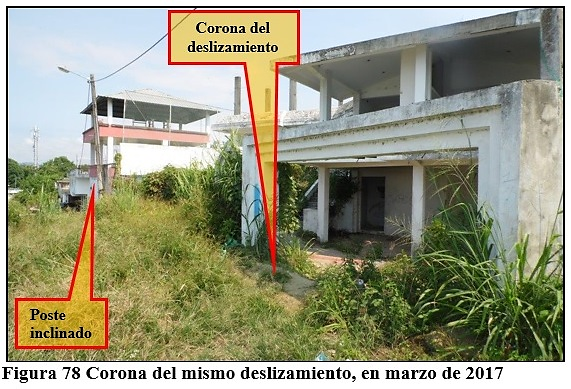 Corona del
deslizamiento
Poste
inclinado
Figura 78 Corona del mismo deslizamiento, en marzo de 2017